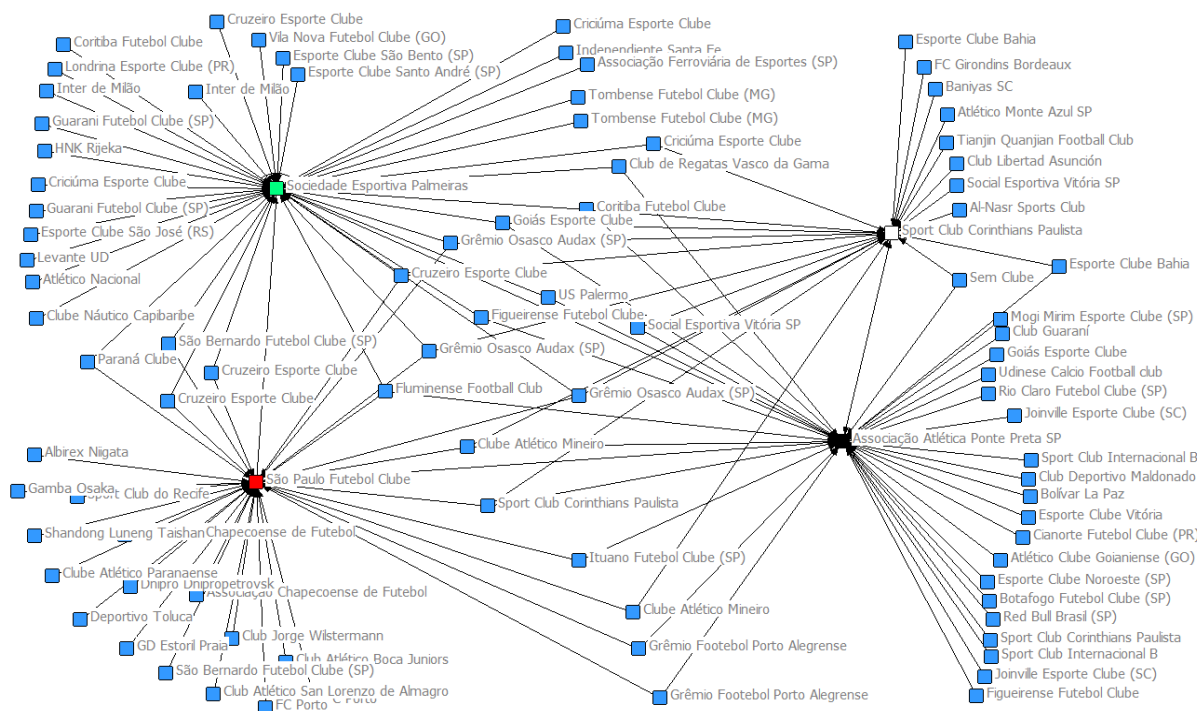 Cruzeiro Esporte Clube
Criciúma Esporte Clube
Vila Nova Futebol Clube (GO)
Coritiba Futebol Clube
Esporte Clube Bahia
Independiente Santa Fe
Esporte Clube São Bento (SP)
Associação Ferroviária de Esportes (SP)
Londrina Esporte Clube (PR)
FC Girondins Bordeaux
Esporte Clube Santo André (SP)
Inter de Milão
Inter de Milão
Baniyas SC
Tombense Futebol Clube (MG)
Atlético Monte Azul SP
Guarani Futebol Clube (SP)
Tombense Futebol Clube (MG)
Criciúma Esporte Clube
Tianjin Quanjian Football Club
HNK Rijeka
Club de Regatas Vasco da Gama
Club Libertad Asunción
Criciúma Esporte Clube
Sociedade Esportiva Palmeiras
Social Esportiva Vitória SP
Guarani Futebol Clube (SP)
Coritiba Futebol Clube
Al-Nasr Sports Club
Goiás Esporte Clube
Esporte Clube São José (RS)
Sport Club Corinthians Paulista
Grêmio Osasco Audax (SP)
Levante UD
Esporte Clube Bahia
Cruzeiro Esporte Clube
Atlético Nacional
Sem Clube
US Palermo
Clube Náutico Capibaribe
Figueirense Futebol Clube
Mogi Mirim Esporte Clube (SP)
Social Esportiva Vitória SP
Club Guaraní
São Bernardo Futebol Clube (SP)
Grêmio Osasco Audax (SP)
Goiás Esporte Clube
Paraná Clube
Cruzeiro Esporte Clube
Udinese Calcio Football club
Fluminense Football Club
Grêmio Osasco Audax (SP)
Rio Claro Futebol Clube (SP)
Cruzeiro Esporte Clube
Joinville Esporte Clube (SC)
Associação Atlética Ponte Preta SP
Clube Atlético Mineiro
Albirex Niigata
Sport Club Internacional B
São Paulo Futebol Clube
Club Deportivo Maldonado
Gamba Osaka
Sport Club do Recife
Bolívar La Paz
Sport Club Corinthians Paulista
Esporte Clube Vitória
Shandong Luneng Taishan
Chapecoense de Futebol
Cianorte Futebol Clube (PR)
Ituano Futebol Clube (SP)
Atlético Clube Goianiense (GO)
Clube Atlético Paranaense
Esporte Clube Noroeste (SP)
Dnipro Dnipropetrovsk
Associação Chapecoense de Futebol
Botafogo Futebol Clube (SP)
Clube Atlético Mineiro
Deportivo Toluca
Red Bull Brasil (SP)
Club Jorge Wilstermann
Sport Club Corinthians Paulista
GD Estoril Praia
Grêmio Footebol Porto Alegrense
Sport Club Internacional B
Club Atlético Boca Juniors
São Bernardo Futebol Clube (SP)
Joinville Esporte Clube (SC)
Club Atlético San Lorenzo de Almagro
Grêmio Footebol Porto Alegrense
Figueirense Futebol Clube
FC Porto